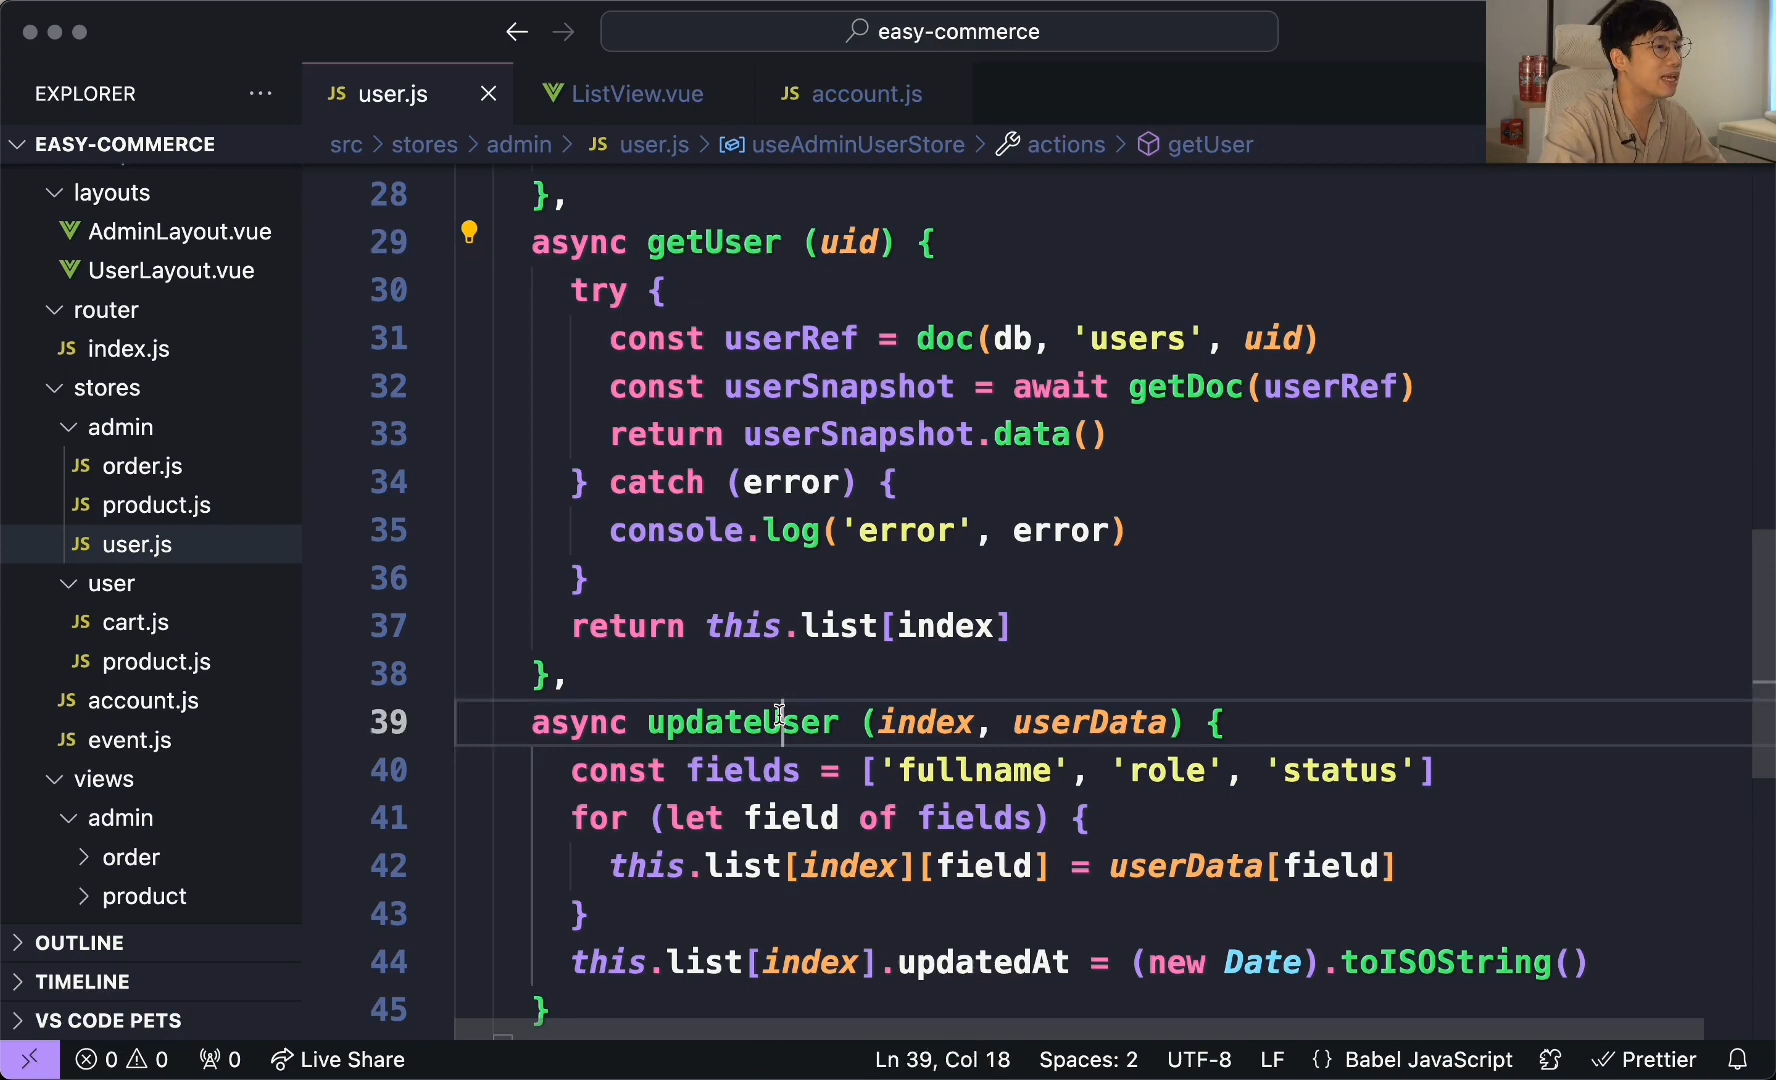 easy-commerce
EXPLORER
JS user.js
ListView.vue
JS account.js
EASY-COMMERCE
src > stores > admin > JS user.js > useAdminUserStore > actions > getUser
layouts
AdminLayout.vue
UserLayout.vue
router
JS index.js
stores
admin
JS order.js
JS product.js
JS user.js
user
JS cart.js
JS product.js
JS account.js
JS event.js
views
admin
order
product
OUTLINE
TIMELINE
VS CODE PETS
28 },
29 async getUser (uid) {
30 try {
31 const userRef = doc(db, 'users', uid)
32 const userSnapshot = await getDoc(userRef)
33 return userSnapshot.data()
34 } catch (error) {
35 console.log('error', error)
36 }
37 return this.list[index]
38 },
39 async updateUser (index, userData) {
40 const fields = ['fullname', 'role', 'status']
41 for (let field of fields) {
42 this.list[index][field] = userData[field]
43 }
44 this.list[index].updatedAt = (new Date).toISOString()
45 }
0 0 0 Live Share Ln 39, Col 18 Spaces: 2 UTF-8 LF {} Babel JavaScript Prettier